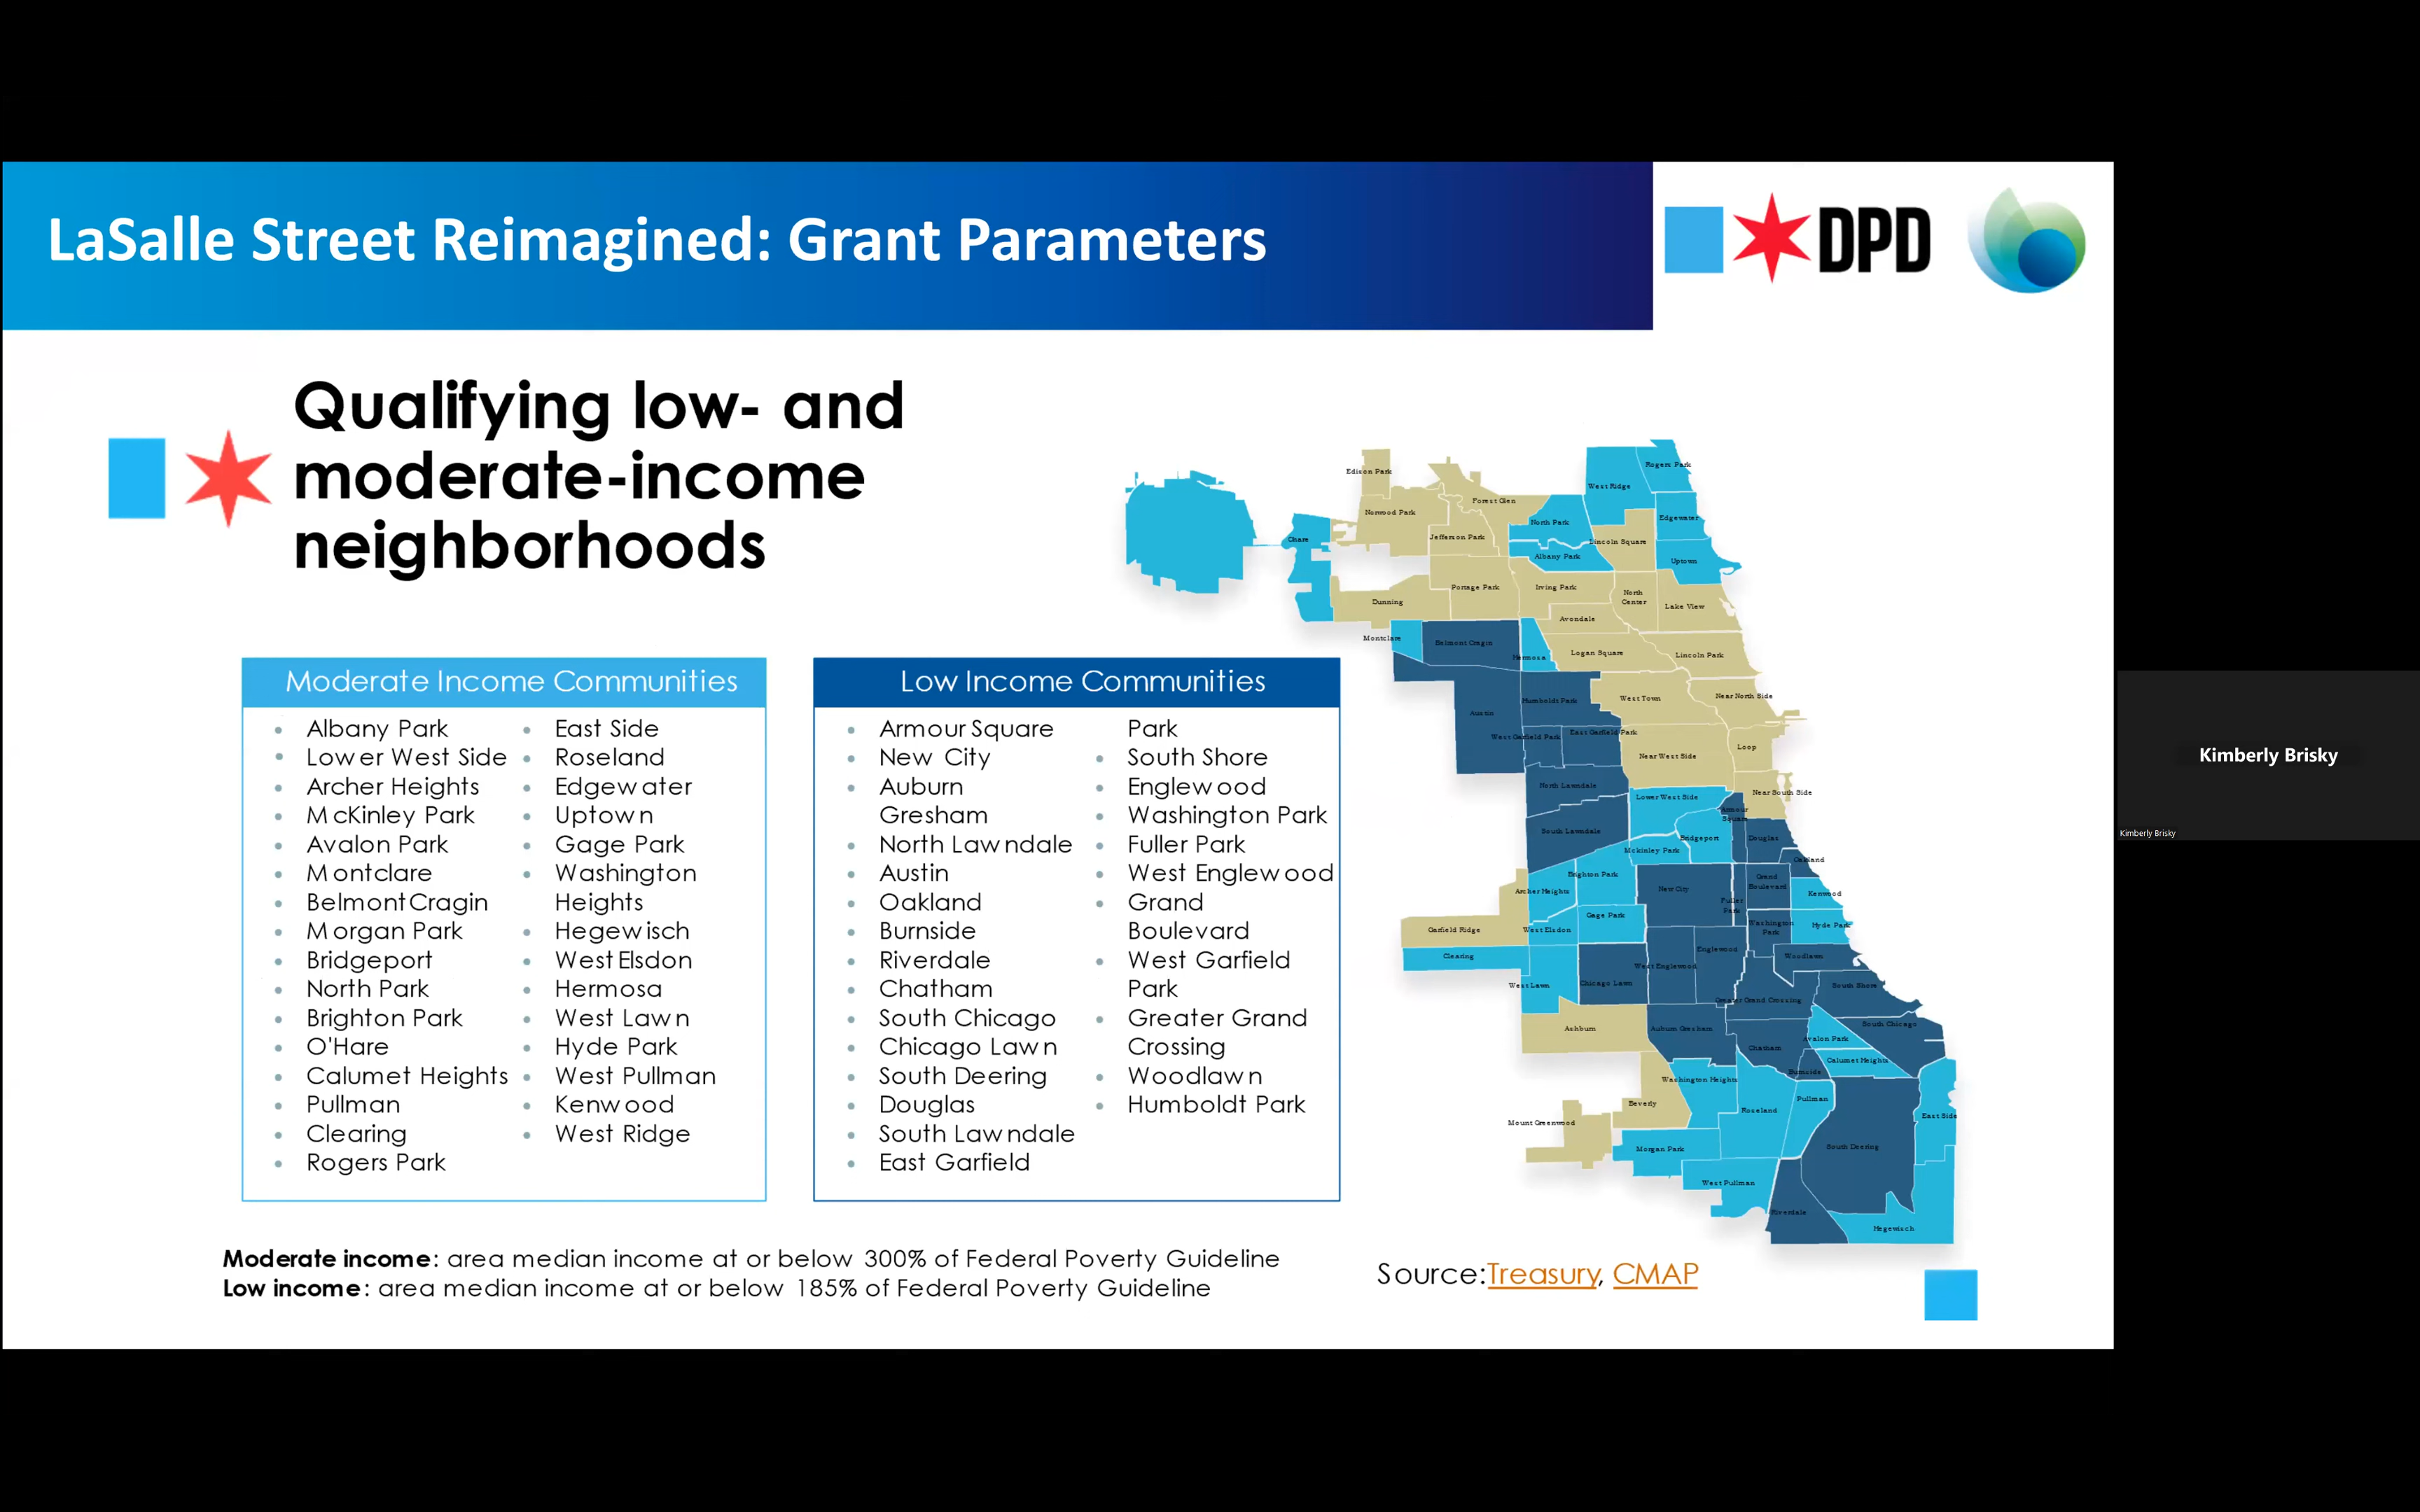 LaSalle Street Reimagined: Grant Parameters
DPD
Qualifying low- and
moderate-income
neighborhoods
Moderate Income Communities
Albany Park
Lower West Side
Archer Heights
McKinley Park
Avalon Park
Montclare
Belmont Cragin
Morgan Park
Bridgeport
North Park
Brighton Park
O'Hare
Calumet Heights
Pullman
Clearing
Rogers Park
East Side
Roseland
Edgewater
Uptown
Gage Park
Washington
Heights
Hegewisch
West Elsdon
Hermosa
West Lawn
Hyde Park
West Pullman
Kenwood
West Ridge
Low Income Communities
Armour Square
New City
Auburn
Gresham
North Lawndale
Austin
Oakland
Burnside
Riverdale
Chatham
South Chicago
Chicago Lawn
South Deering
Douglas
South Lawndale
East Garfield
Park
South Shore
Englewood
Washington Park
Fuller Park
West Englewood
Grand
Boulevard
West Garfield
Park
Greater Grand
Crossing
Woodlawn
Humboldt Park
Moderate income: area median income at or below 300% of Federal Poverty Guideline
Low income: area median income at or below 185% of Federal Poverty Guideline
Edison Park
Norwood Park
Forest Glen
Jefferson Park
North Park
West Ridge
Rogers Park
Edgewater
Lincoln Square
Albany Park
Uptown
Ohare
Dunning
Portage Park
Irving Park
North
Center
Lake View
Avondale
Montclare
Belmont Cragin
Hermosa
Logan Square
Lincoln Park
Austin
Humboldt Park
West Town
Near North Side
West Garfield Park
East Garfield Park
Near West Side
Loop
North Lawndale
Lower West Side
Near South Side
Armour
Square
South Lawndale
Bridgeport
Douglas
Mckinley Park
Oakland
Brighton Park
Archer Heights
New City
Grand
Boulevard
Kenwood
Fuller
Park
Gage Park
Garfield Ridge
West Elsdon
Washington
Park
Hyde Park
Clearing
Englewood
Woodlawn
West Englewood
West Lawn
Chicago Lawn
South Shore
Greater Grand Crossing
Ashburn
Auburn Gresham
South Chicago
Avalon Park
Chatham
Calumet Heights
Burnside
Washington Heights
Beverly
Roseland
Pullman
East Side
Mount Greenwood
Morgan Park
South Deering
West Pullman
Riverdale
Hegewisch
Source:Treasury, CMAP
Kimberly Brisky
Kimberly Brisky